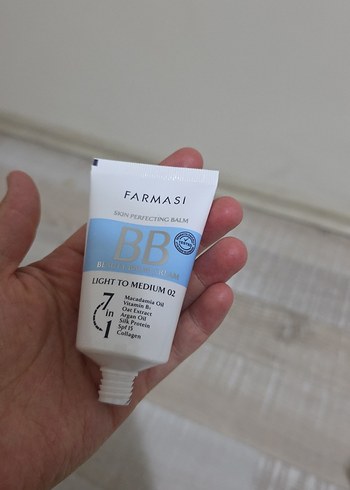 FARMASI
SKIN PERFECTING BALM
BB
LIGHT TO MEDIUM 02
7 in 1
Macadamia Oil
Vitamin B₅
Oat Extract
Argan Oil
Silk Protein
Spf 15
Collagen